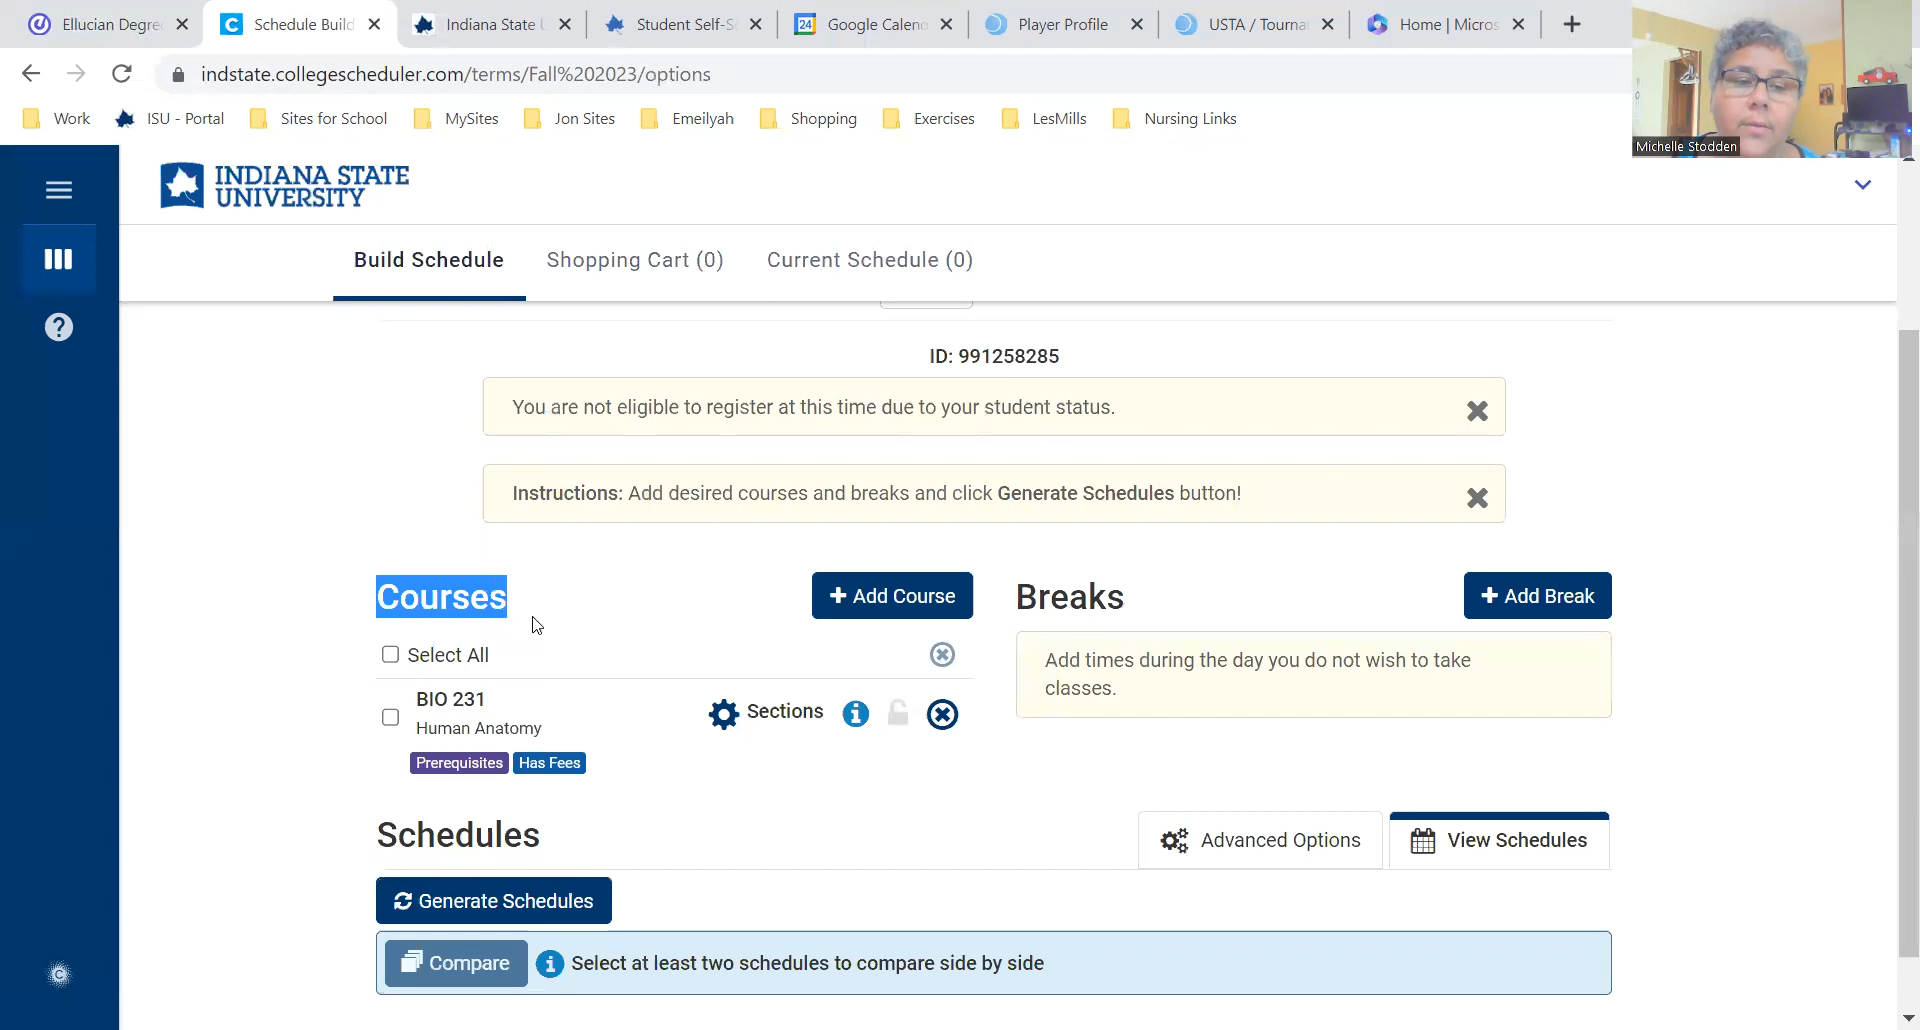 Ellucian Degre
Schedule Build
Indiana State U
Student Self-S
24
Google Calend
Player Profile
USTA / Tourna
Home | Micros
indstate.collegescheduler.com/terms/Fall%202023/options
Work
ISU - Portal
Sites for School
MySites
Jon Sites
Emeilyah
Shopping
Exercises
LesMills
Nursing Links
Michelle Stodden
INDIANA STATE
UNIVERSITY
Build Schedule
Shopping Cart (0)
Current Schedule (0)
ID: 991258285
You are not eligible to register at this time due to your student status.
Instructions: Add desired courses and breaks and click Generate Schedules button!
Courses
+ Add Course
Breaks
+ Add Break
Select All
Add times during the day you do not wish to take
classes.
BIO 231
Human Anatomy
Sections
Prerequisites
Has Fees
Schedules
Advanced Options
View Schedules
Generate Schedules
Compare
Select at least two schedules to compare side by side